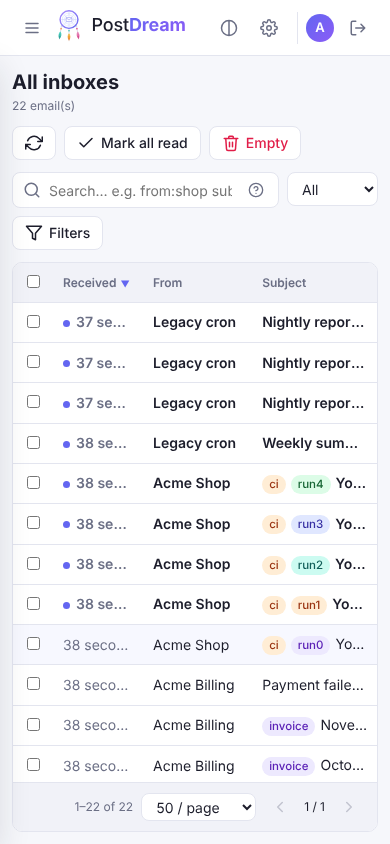 PostDream
A
All inboxes
22 email(s)
Mark all read
Empty
Search... e.g. from:shop sub
All
Filters
Received From Subject
37 se... Legacy cron Nightly repor...
37 se... Legacy cron Nightly repor...
37 se... Legacy cron Nightly repor...
38 se... Legacy cron Weekly sum...
38 se... Acme Shop ci run4 Yo...
38 se... Acme Shop ci run3 Yo...
38 se... Acme Shop ci run2 Yo...
38 se... Acme Shop ci run1 Yo...
38 seco... Acme Shop ci run0 Yo...
38 seco... Acme Billing Payment faile...
38 seco... Acme Billing invoice Nove...
38 seco... Acme Billing invoice Octo...
1–22 of 22 50 / page 1 / 1